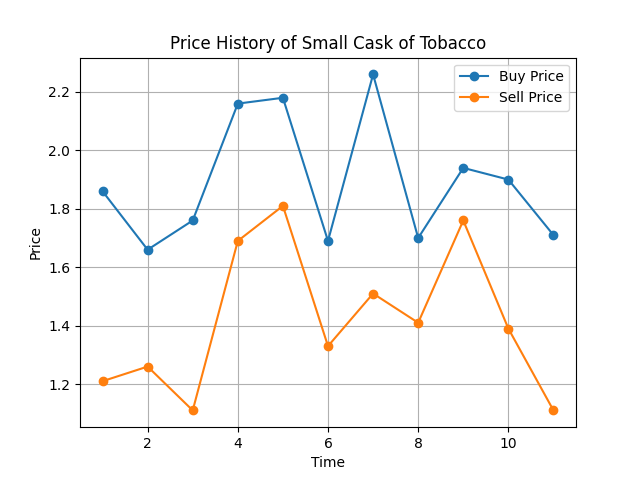 Price History of Small Cask of Tobacco
Buy Price
Sell Price
Price
2.2
2.0
1.8
1.6
1.4
1.2
2 4 6 8 10
Time